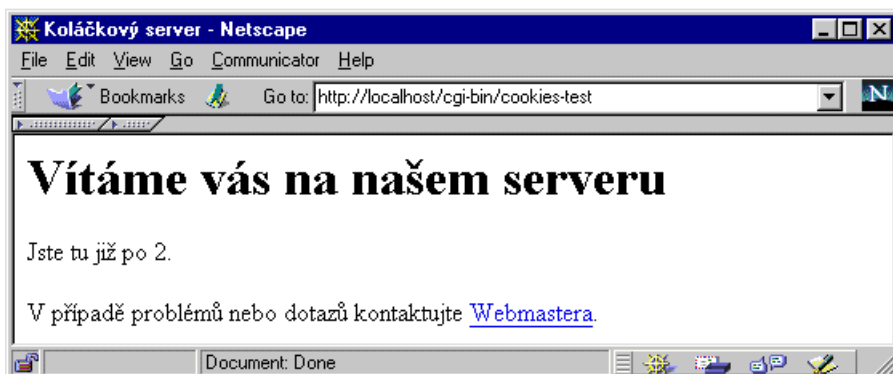 Koláčkový server - Netscape
File Edit View Go Communicator Help
Bookmarks Go to: http://localhost/cgi-bin/cookies-test N
Vítáme vás na našem serveru
Jste tu již po 2.
V případě problémů nebo dotazů kontaktujte Webmastera.
Document: Done